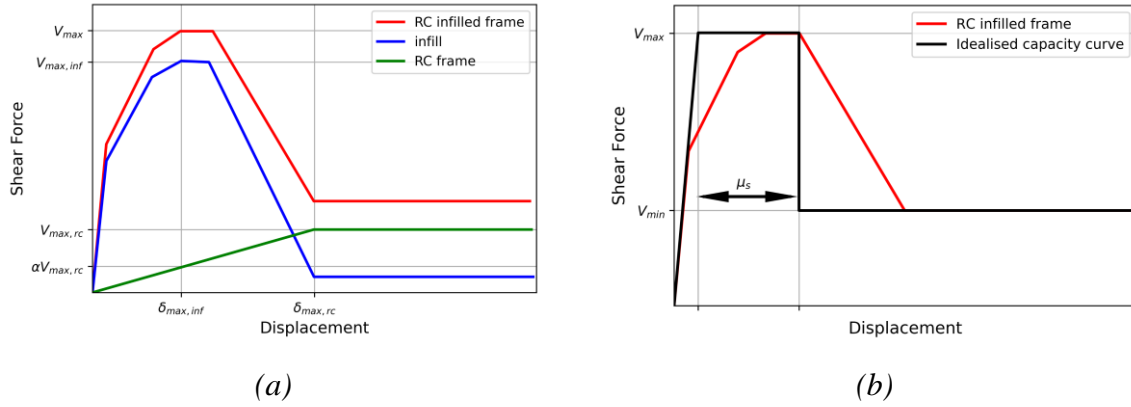 V_max
V_max,inf
V_max,rc
αV_max,rc
Shear Force
RC infilled frame
infill
RC frame
δ_max,inf
δ_max,rc
Displacement
(a)
V_max
V_min
Shear Force
RC infilled frame
Idealised capacity curve
μ_s
Displacement
(b)